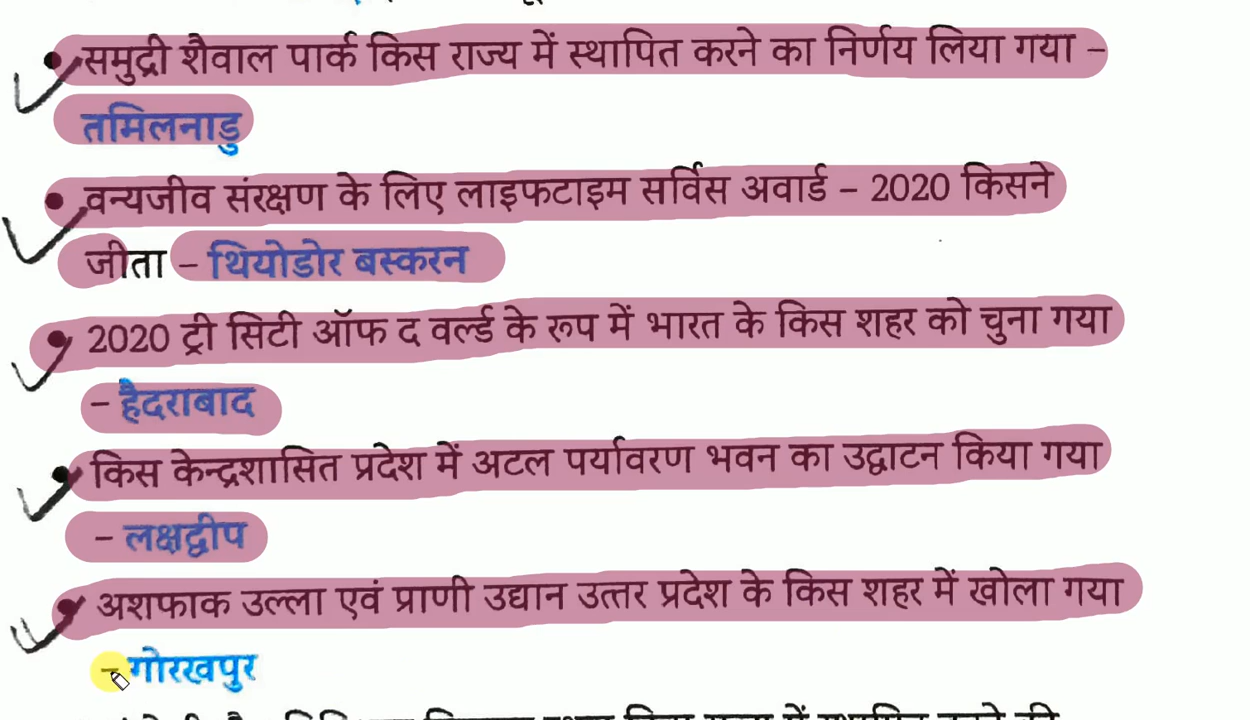 • समुद्री शैवाल पार्क किस राज्य में स्थापित करने का निर्णय लिया गया –
तमिलनाडु
• वन्यजीव संरक्षण के लिए लाइफटाइम सर्विस अवार्ड – 2020 किसने
जीता – थियोडोर बस्करन
• 2020 ट्री सिटी ऑफ द वर्ल्ड के रूप में भारत के किस शहर को चुना गया
– हैदराबाद
• किस केन्द्रशासित प्रदेश में अटल पर्यावरण भवन का उद्घाटन किया गया
– लक्षद्वीप
• अशफाक उल्ला एवं प्राणी उद्यान उत्तर प्रदेश के किस शहर में खोला गया
– गोरखपुर